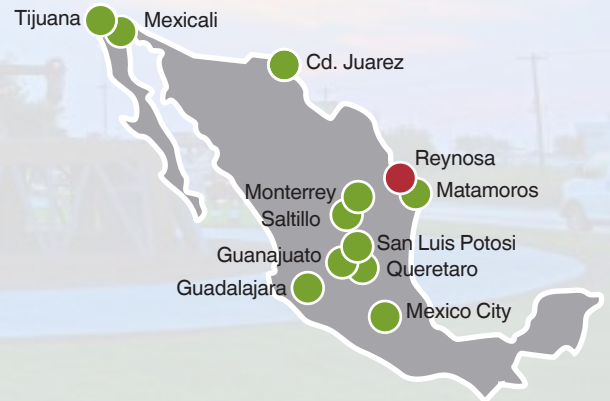 Tijuana
Mexicali
Cd. Juarez
Reynosa
Monterrey
Matamoros
Saltillo
San Luis Potosi
Guanajuato
Queretaro
Guadalajara
Mexico City